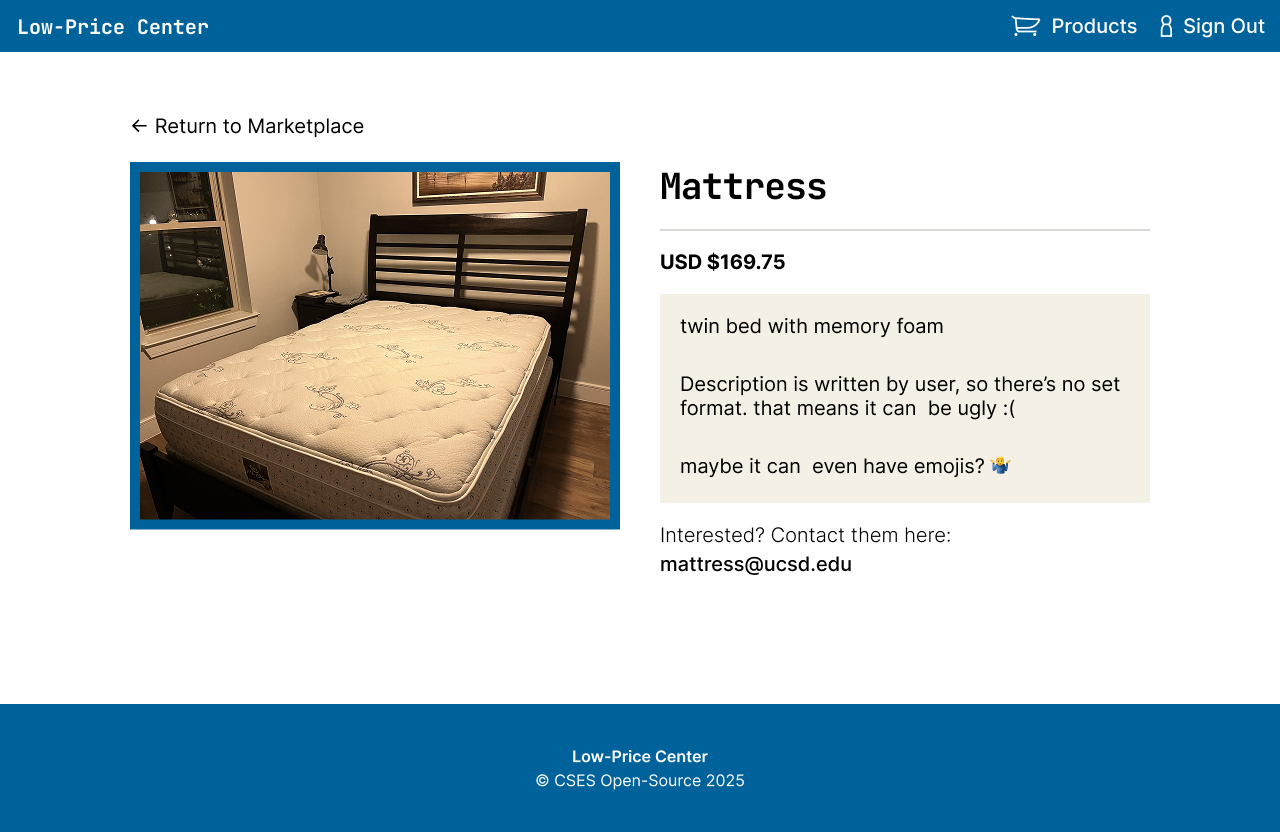 Low-Price Center
Products
Sign Out
← Return to Marketplace
Mattress
USD $169.75
twin bed with memory foam
Description is written by user, so there’s no set
format. that means it can  be ugly :(
maybe it can  even have emojis? 🤷‍♂️
Interested? Contact them here:
mattress@ucsd.edu
Low-Price Center
© CSES Open-Source 2025